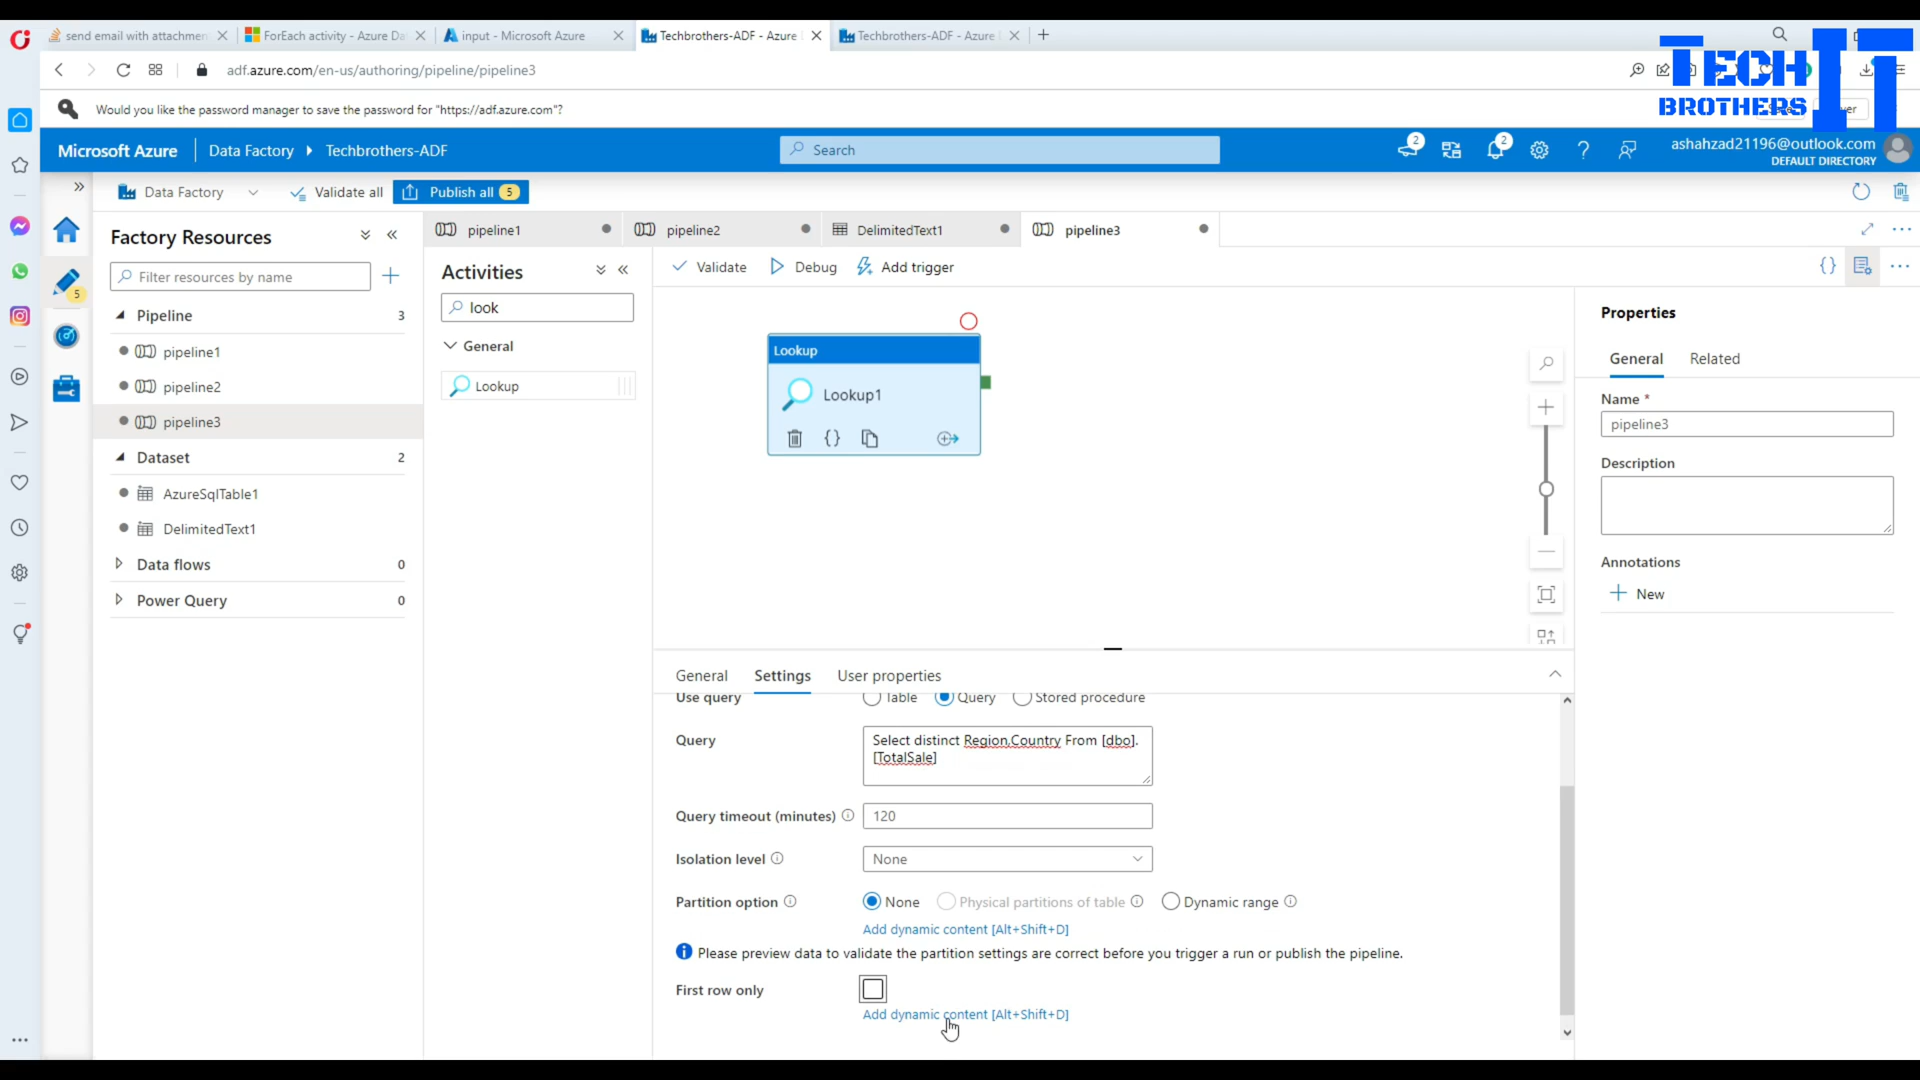 send email with attachmen
ForEach activity - Azure Da
input - Microsoft Azure
Techbrothers-ADF - Azure
Techbrothers-ADF - Azure
adf.azure.com/en-us/authoring/pipeline/pipeline3
TECH IT
BROTHERS
Would you like the password manager to save the password for "https://adf.azure.com"?
Microsoft Azure
Data Factory
Techbrothers-ADF
Search
2
2
ashahzad21196@outlook.com
DEFAULT DIRECTORY
Data Factory
Validate all
Publish all 5
Factory Resources
pipeline1
pipeline2
DelimitedText1
pipeline3
Filter resources by name
5
Pipeline 3
pipeline1
pipeline2
pipeline3
Dataset 2
AzureSqlTable1
DelimitedText1
Data flows 0
Power Query 0
Activities
look
General
Lookup
Validate
Debug
Add trigger
Lookup
Lookup1
Properties
General
Related
Name *
pipeline3
Description
Annotations
New
General
Settings
User properties
Use query
Table
Query
Stored procedure
Query
Select distinct Region,Country From [dbo].
[TotalSale]
Query timeout (minutes)
120
Isolation level
None
Partition option
None
Physical partitions of table
Dynamic range
Add dynamic content [Alt+Shift+D]
Please preview data to validate the partition settings are correct before you trigger a run or publish the pipeline.
First row only
Add dynamic content [Alt+Shift+D]